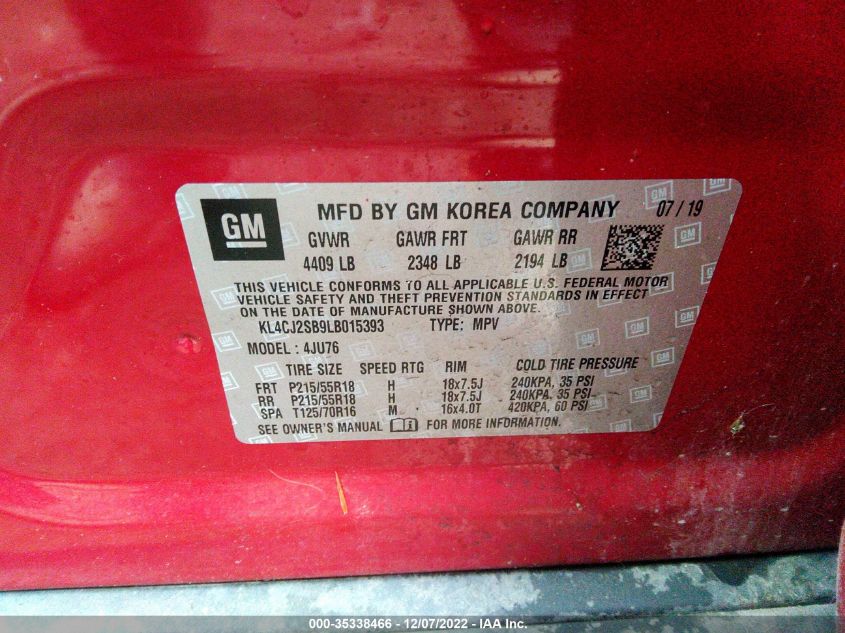 GM MFD BY GM KOREA COMPANY 07/19
GVWR GAWR FRT GAWR RR
4409 LB 2348 LB 2194 LB
THIS VEHICLE CONFORMS TO ALL APPLICABLE U.S. FEDERAL MOTOR
VEHICLE SAFETY AND THEFT PREVENTION STANDARDS IN EFFECT
ON THE DATE OF MANUFACTURE SHOWN ABOVE.
KL4CJ2SB9LB015393 TYPE: MPV
MODEL: 4JU76
TIRE SIZE SPEED RTG RIM COLD TIRE PRESSURE
FRT P215/55R18 H 18x7.5J 240KPA, 35 PSI
RR P215/55R18 H 18x7.5J 240KPA, 35 PSI
SPA T125/70R16 M 16x4.0T 420KPA, 60 PSI
SEE OWNER'S MANUAL FOR MORE INFORMATION.
000-35338466 - 12/07/2022 - IAA Inc.